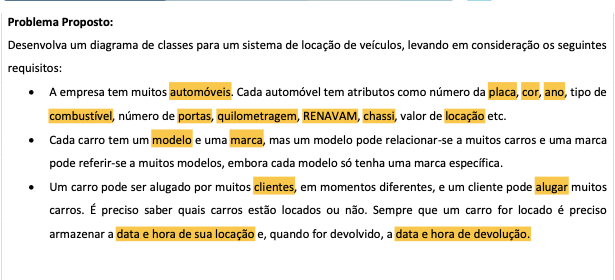 Problema Proposto:
Desenvolva um diagrama de classes para um sistema de locação de veículos, levando em consideração os seguintes
requisitos:
• A empresa tem muitos automóveis. Cada automóvel tem atributos como número da placa, cor, ano, tipo de
combustível, número de portas, quilometragem, RENAVAM, chassi, valor de locação etc.
• Cada carro tem um modelo e uma marca, mas um modelo pode relacionar-se a muitos carros e uma marca
pode referir-se a muitos modelos, embora cada modelo só tenha uma marca específica.
• Um carro pode ser alugado por muitos clientes, em momentos diferentes, e um cliente pode alugar muitos
carros. É preciso saber quais carros estão locados ou não. Sempre que um carro for locado é preciso
armazenar a data e hora de sua locação e, quando for devolvido, a data e hora de devolução.